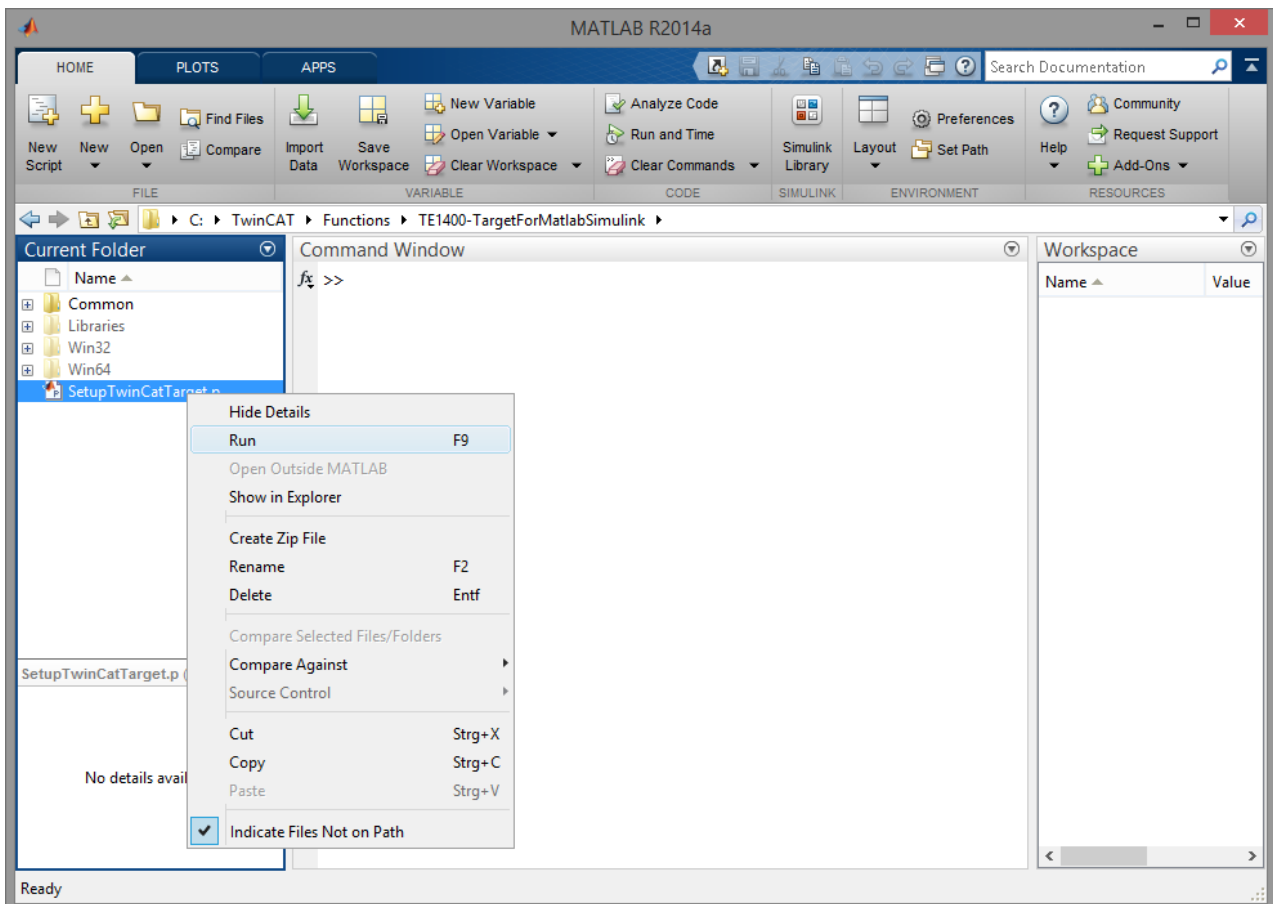 MATLAB R2014a
HOME PLOTS APPS
Search Documentation
New Script
New
Open
Find Files
Compare
FILE
Import Data
Save Workspace
New Variable
Open Variable
Clear Workspace
VARIABLE
Analyze Code
Run and Time
Clear Commands
CODE
Simulink Library
SIMULINK
Layout
Preferences
Set Path
ENVIRONMENT
Help
Community
Request Support
Add-Ons
RESOURCES
C: TwinCAT Functions TE1400-TargetForMatlabSimulink
Current Folder
Name
Common
Libraries
Win32
Win64
SetupTwinCatTarget.p
Command Window
fx >>
Workspace
Name Value
Hide Details
Run F9
Open Outside MATLAB
Show in Explorer
Create Zip File
Rename F2
Delete Entf
Compare Selected Files/Folders
Compare Against
Source Control
Cut Strg+X
Copy Strg+C
Paste Strg+V
Indicate Files Not on Path
SetupTwinCatTarget.p (
No details avail
Ready